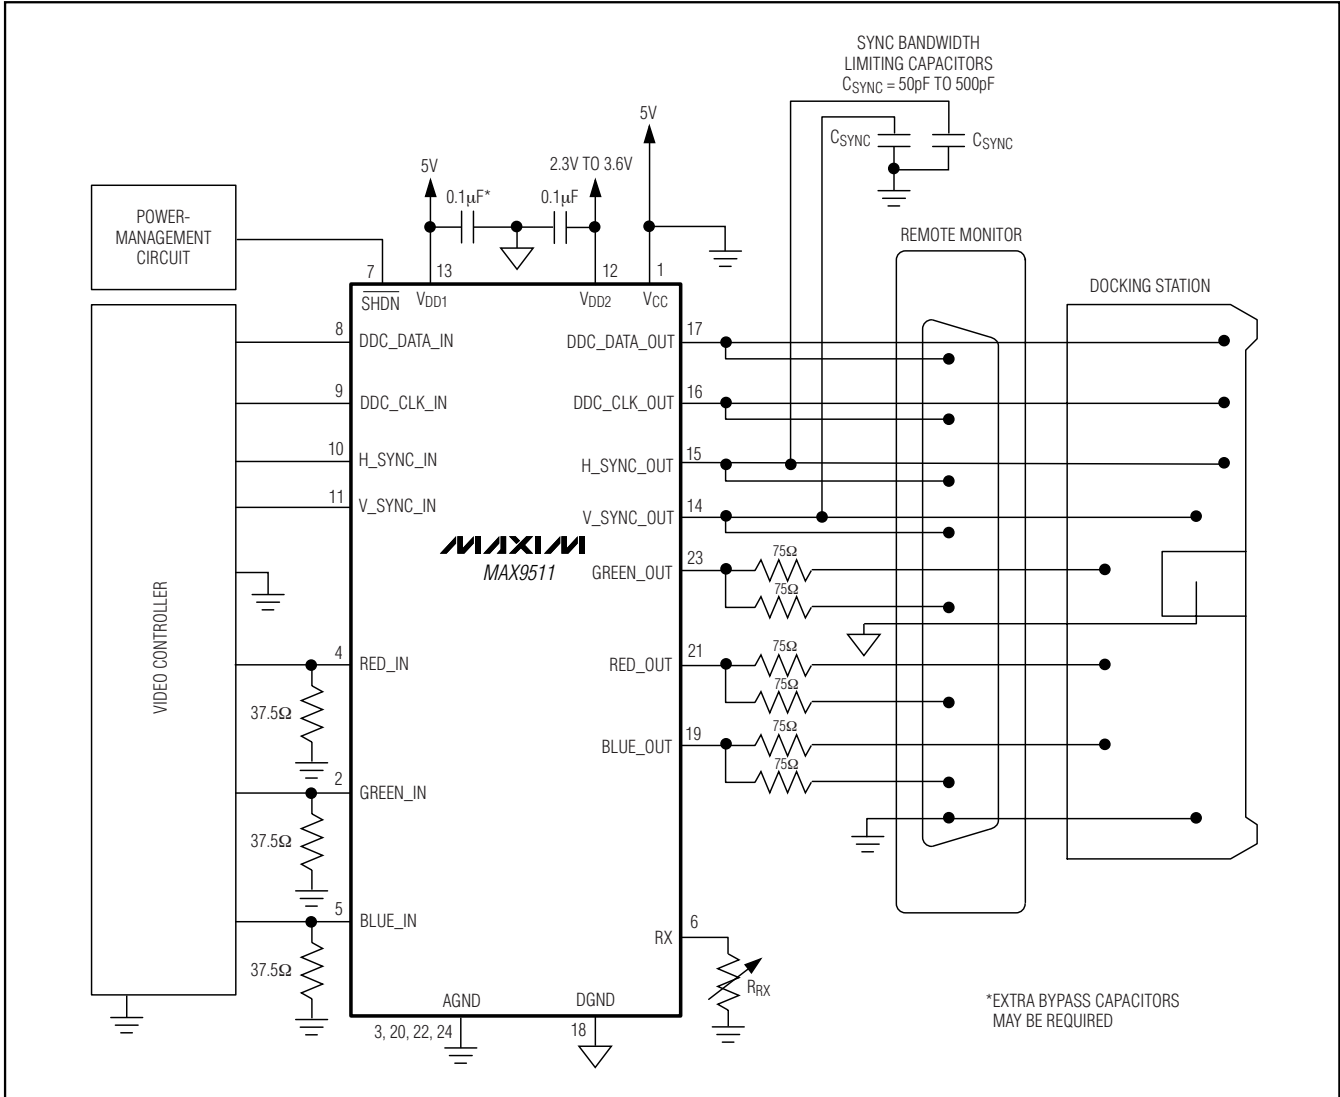 SYNC BANDWIDTH
LIMITING CAPACITORS
CSYNC = 50pF TO 500pF
5V
CSYNC
CSYNC
5V
2.3V TO 3.6V
0.1µF*
0.1µF
POWER-
MANAGEMENT
CIRCUIT
REMOTE MONITOR
DOCKING STATION
7
13
12
1
SHDN
VDD1
VDD2
VCC
8
DDC_DATA_IN
DDC_DATA_OUT
17
9
DDC_CLK_IN
DDC_CLK_OUT
16
10
H_SYNC_IN
H_SYNC_OUT
15
11
V_SYNC_IN
V_SYNC_OUT
14
MAXIM
MAX9511
GREEN_OUT
23
75Ω
75Ω
VIDEO CONTROLLER
4
RED_IN
RED_OUT
21
75Ω
75Ω
37.5Ω
BLUE_OUT
19
75Ω
75Ω
2
GREEN_IN
37.5Ω
5
BLUE_IN
RX
6
37.5Ω
RRX
AGND
DGND
3, 20, 22, 24
18
*EXTRA BYPASS CAPACITORS
MAY BE REQUIRED